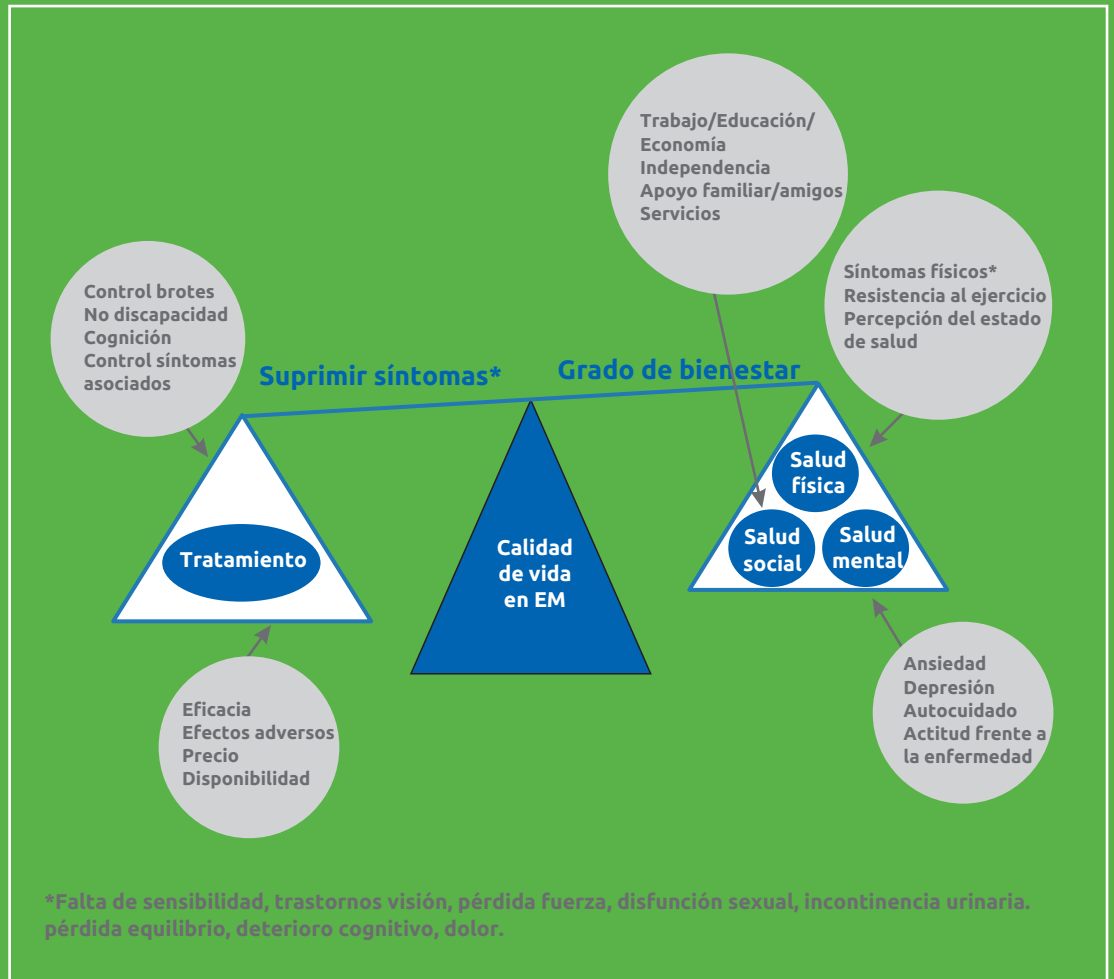 Trabajo/Educación/
Economía
Independencia
Apoyo familiar/amigos
Servicios
Síntomas físicos*
Resistencia al ejercicio
Percepción del estado
de salud
Control brotes
No discapacidad
Cognición
Control síntomas
asociados
Suprimir síntomas*
Grado de bienestar
Tratamiento
Calidad
de vida
en EM
Salud
física
Salud
social
Salud
mental
Eficacia
Efectos adversos
Precio
Disponibilidad
Ansiedad
Depresión
Autocuidado
Actitud frente a
la enfermedad
*Falta de sensibilidad, trastornos visión, pérdida fuerza, disfunción sexual, incontinencia urinaria.
pérdida equilibrio, deterioro cognitivo, dolor.